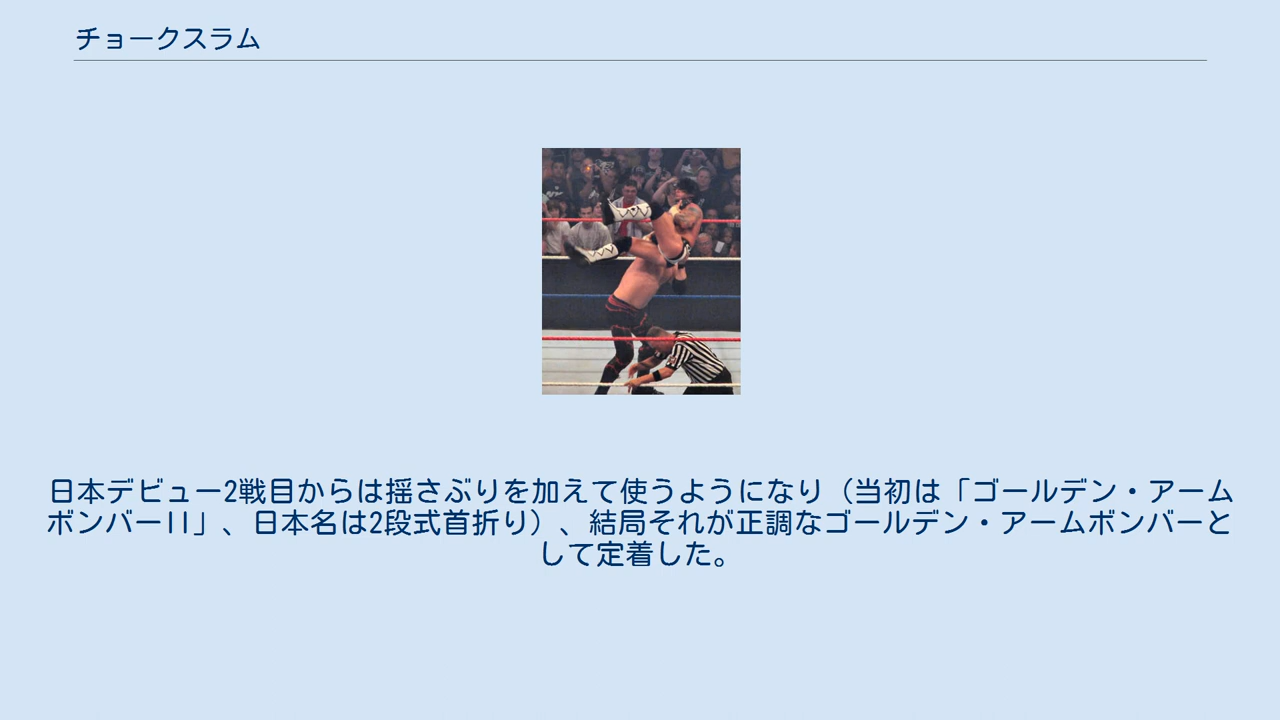 チョークスラム
日本デビュー2戦目からは揺さぶりを加えて使うようになり（当初は「ゴールデン・アーム
ボンバーII」、日本名は2段式首折り）、結局それが正調なゴールデン・アームボンバーと
して定着した。